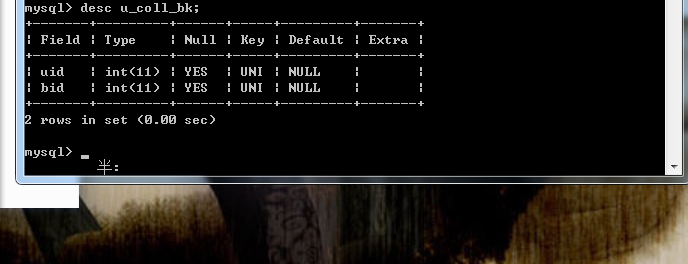 mysql> desc u_coll_bk;
+-------+---------+------+-----+---------+-------+
| Field | Type    | Null | Key | Default | Extra |
+-------+---------+------+-----+---------+-------+
| uid   | int(11) | YES  | UNI | NULL    |       |
| bid   | int(11) | YES  | UNI | NULL    |       |
+-------+---------+------+-----+---------+-------+
2 rows in set (0.00 sec)
mysql> _
半: